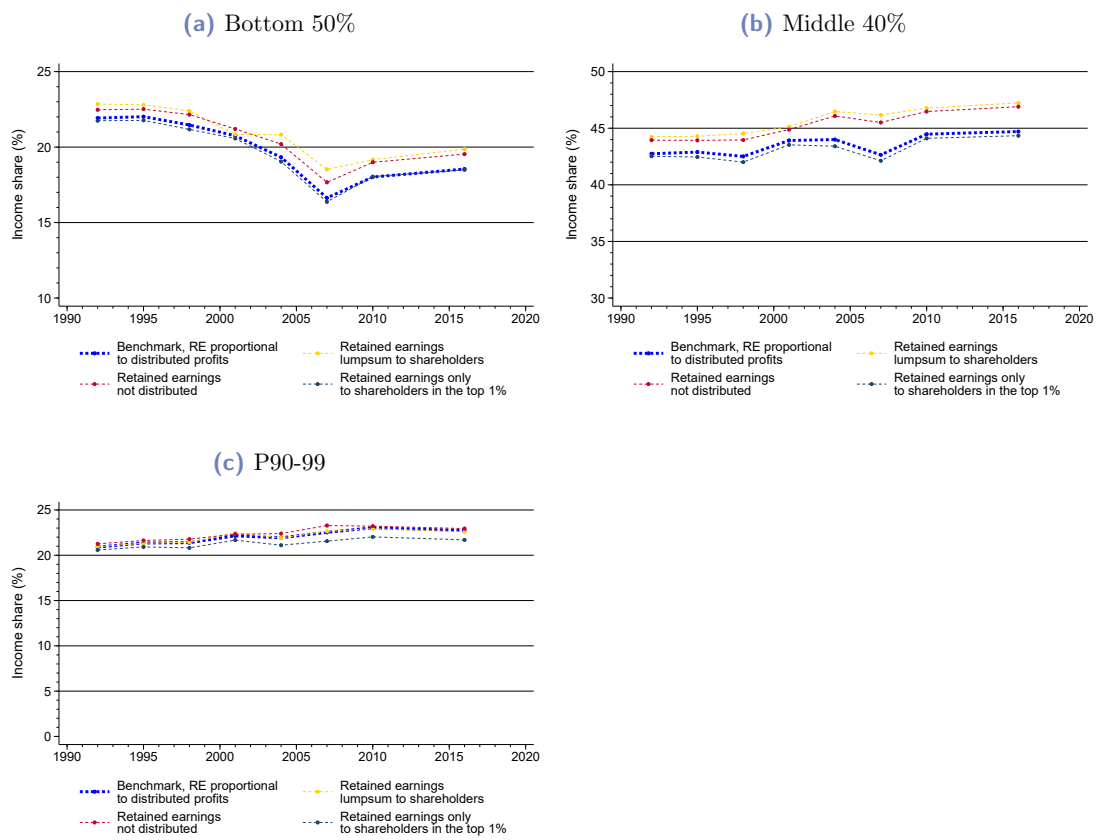 (a) Bottom 50%
25
20
15
10
Income share (%)
1990 1995 2000 2005 2010 2015 2020
Benchmark, RE proportional
to distributed profits
Retained earnings
lumpsum to shareholders
Retained earnings
not distributed
Retained earnings only
to shareholders in the top 1%
(b) Middle 40%
50
45
40
35
30
Income share (%)
1990 1995 2000 2005 2010 2015 2020
Benchmark, RE proportional
to distributed profits
Retained earnings
lumpsum to shareholders
Retained earnings
not distributed
Retained earnings only
to shareholders in the top 1%
(c) P90-99
25
20
15
10
5
0
Income share (%)
1990 1995 2000 2005 2010 2015 2020
Benchmark, RE proportional
to distributed profits
Retained earnings
lumpsum to shareholders
Retained earnings
not distributed
Retained earnings only
to shareholders in the top 1%